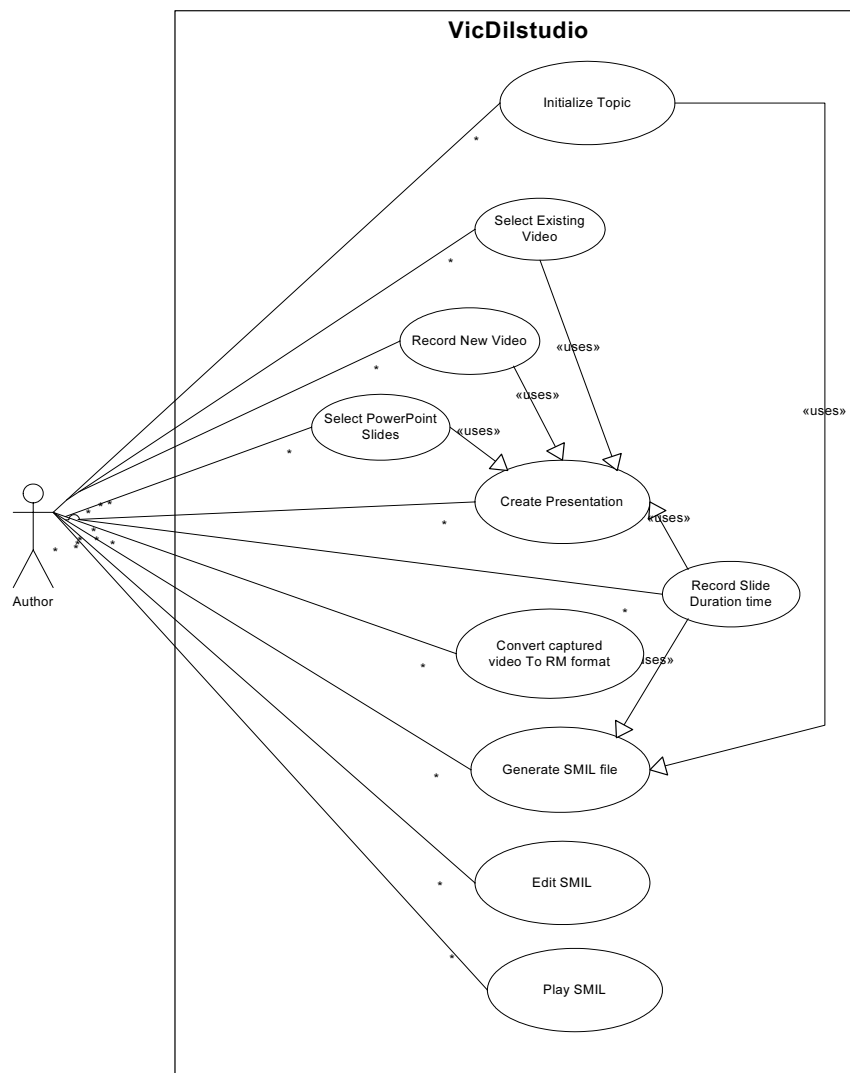 VicDilstudio
Initialize Topic
*
Select Existing
Video
*
Record New Video
«uses»
*
«uses»
Select PowerPoint
Slides
«uses»
«uses»
*
Create Presentation
* * *
*
«uses»
*
* * *
* * *
Author
Record Slide
Duration time
*
Convert captured
video To RM format
uses»
*
Generate SMIL file
*
Edit SMIL
*
Play SMIL
*